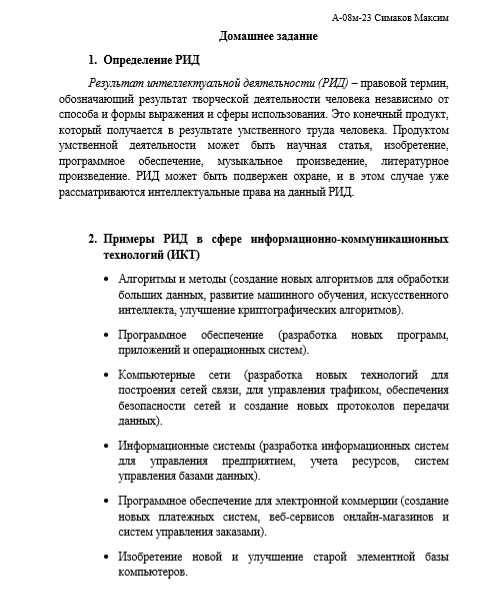 А-08м-23 Симаков Максим
Домашнее задание
1. Определение РИД
Результат интеллектуальной деятельности (РИД) – правовой термин,
обозначающий результат творческой деятельности человека независимо от
способа и формы выражения и сферы использования. Это конечный продукт,
который получается в результате умственного труда человека. Продуктом
умственной деятельности может быть научная статья, изобретение,
программное обеспечение, музыкальное произведение, литературное
произведение. РИД может быть подвержен охране, и в этом случае уже
рассматриваются интеллектуальные права на данный РИД.
2. Примеры РИД в сфере информационно-коммуникационных
технологий (ИКТ)
• Алгоритмы и методы (создание новых алгоритмов для обработки
больших данных, развитие машинного обучения, искусственного
интеллекта, улучшение криптографических алгоритмов).
• Программное обеспечение (разработка новых программ,
приложений и операционных систем).
• Компьютерные сети (разработка новых технологий для
построения сетей связи, для управления трафиком, обеспечения
безопасности сетей и создание новых протоколов передачи
данных).
• Информационные системы (разработка информационных систем
для управления предприятием, учета ресурсов, систем
управления базами данных).
• Программное обеспечение для электронной коммерции (создание
новых платежных систем, веб-сервисов онлайн-магазинов и
систем управления заказами).
• Изобретение новой и улучшение старой элементной базы
компьютеров.